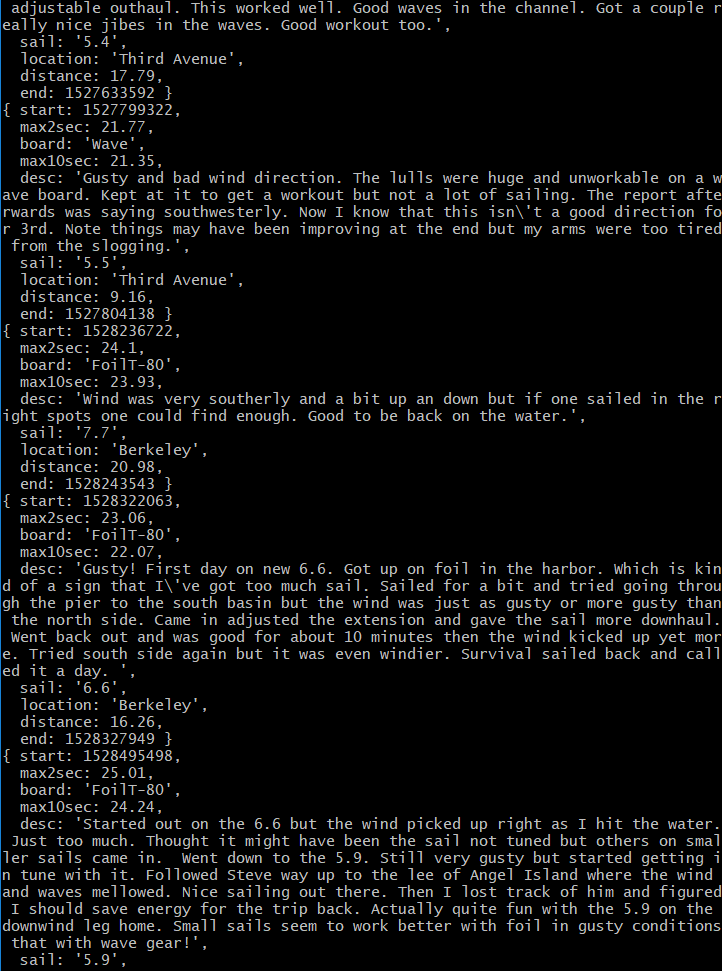 adjustable outhaul. This worked well. Good waves in the channel. Got a couple r
eally nice jibes in the waves. Good workout too.',
  sail: '5.4',
  location: 'Third Avenue',
  distance: 17.79,
  end: 1527633592 }
{ start: 1527799322,
  max2sec: 21.77,
  board: 'Wave',
  max10sec: 21.35,
  desc: 'Gusty and bad wind direction. The lulls were huge and unworkable on a w
ave board. Kept at it to get a workout but not a lot of sailing. The report afte
rwards was saying southwesterly. Now I know that this isn\'t a good direction fo
r 3rd. Note things may have been improving at the end but my arms were too tired
 from the slogging.',
  sail: '5.5',
  location: 'Third Avenue',
  distance: 9.16,
  end: 1527804138 }
{ start: 1528236722,
  max2sec: 24.1,
  board: 'FoilT-80',
  max10sec: 23.93,
  desc: 'Wind was very southerly and a bit up an down but if one sailed in the r
ight spots one could find enough. Good to be back on the water.',
  sail: '7.7',
  location: 'Berkeley',
  distance: 20.98,
  end: 1528243543 }
{ start: 1528322063,
  max2sec: 23.06,
  board: 'FoilT-80',
  max10sec: 22.07,
  desc: 'Gusty! First day on new 6.6. Got up on foil in the harbor. Which is kin
d of a sign that I\'ve got too much sail. Sailed for a bit and tried going throu
gh the pier to the south basin but the wind was just as gusty or more gusty than
 the north side. Came in adjusted the extension and gave the sail more downhaul.
 Went back out and was good for about 10 minutes then the wind kicked up yet mor
e. Tried south side again but it was even windier. Survival sailed back and call
ed it a day. ',
  sail: '6.6',
  location: 'Berkeley',
  distance: 16.26,
  end: 1528327949 }
{ start: 1528495498,
  max2sec: 25.01,
  board: 'FoilT-80',
  max10sec: 24.24,
  desc: 'Started out on the 6.6 but the wind picked up right as I hit the water.
 Just too much. Thought it might have been the sail not tuned but others on smal
ler sails came in.  Went down to the 5.9. Still very gusty but started getting i
n tune with it. Followed Steve way up to the lee of Angel Island where the wind 
and waves mellowed. Nice sailing out there. Then I lost track of him and figured
 I should save energy for the trip back. Actually quite fun with the 5.9 on the 
downwind leg home. Small sails seem to work better with foil in gusty conditions
 that with wave gear!',
  sail: '5.9',